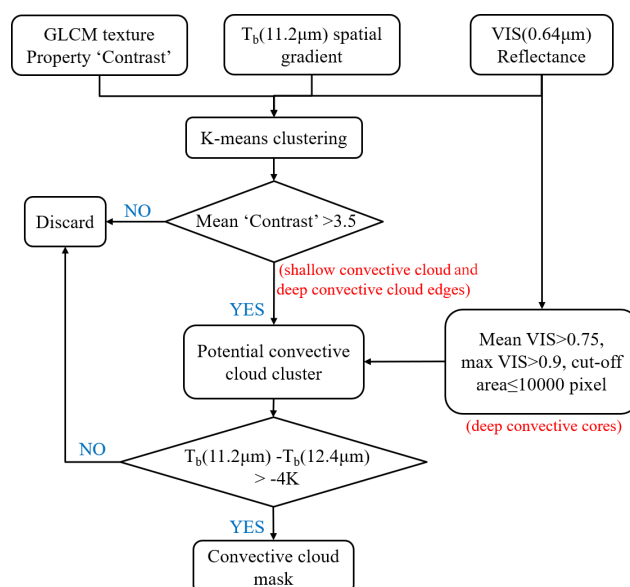 GLCM texture
Property ‘Contrast’
T_b(11.2μm) spatial
gradient
VIS(0.64μm)
Reflectance
K-means clustering
Mean ‘Contrast’ >3.5
NO
Discard
(shallow convective cloud and
deep convective cloud edges)
YES
Potential convective
cloud cluster
Mean VIS>0.75,
max VIS>0.9, cut-off
area≤10000 pixel
(deep convective cores)
NO
T_b(11.2μm) -T_b(12.4μm)
> -4K
YES
Convective cloud
mask